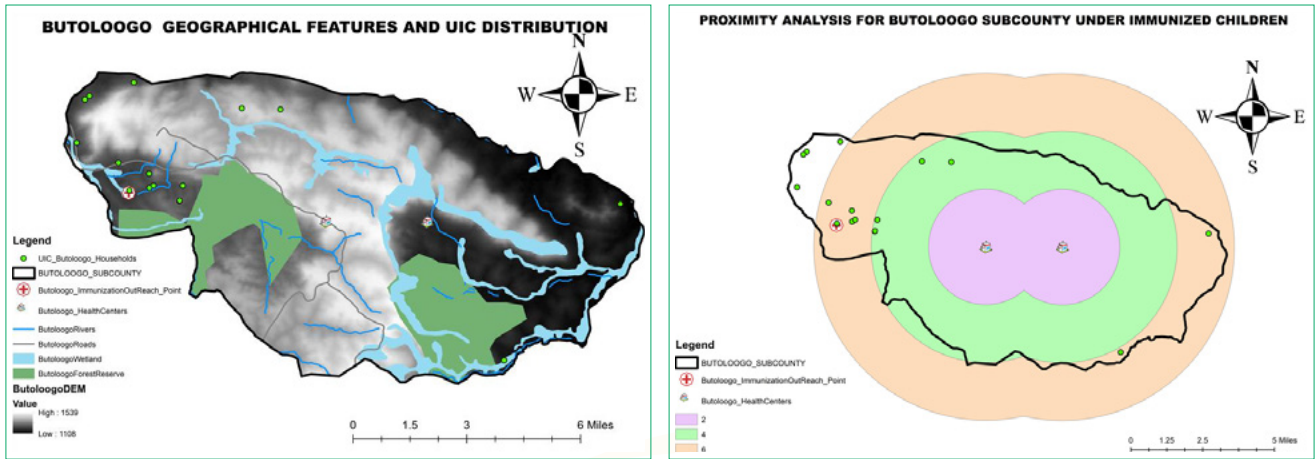 BUTOLOOGO GEOGRAPHICAL FEATURES AND UIC DISTRIBUTION
N
W E
S
Legend
UIC_Butoloogo_Households
BUTOLOOGO_SUBCOUNTY
Butoloogo_ImmunizationOutReach_Point
Butoloogo_HealthCenters
ButoloogoRivers
ButoloogoRoads
ButoloogoWetland
ButoloogoForestReserve
ButoloogoDEM
Value
High : 1539
Low : 1108
0 1.5 3 6 Miles
PROXIMITY ANALYSIS FOR BUTOLOOGO SUBCOUNTY UNDER IMMUNIZED CHILDREN
N
W E
S
Legend
BUTOLOOGO_SUBCOUNTY
Butoloogo_ImmunizationOutReach_Point
Butoloogo_HealthCenters
2
4
6
0 1.25 2.5 5 Miles